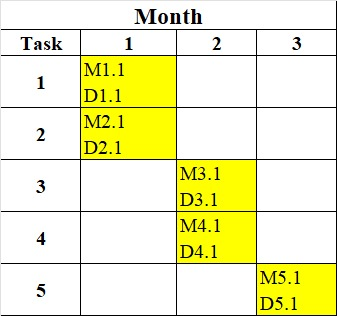 Month
Task 1 2 3
1 M1.1
D1.1
2 M2.1
D2.1
3 M3.1
D3.1
4 M4.1
D4.1
5 M5.1
D5.1